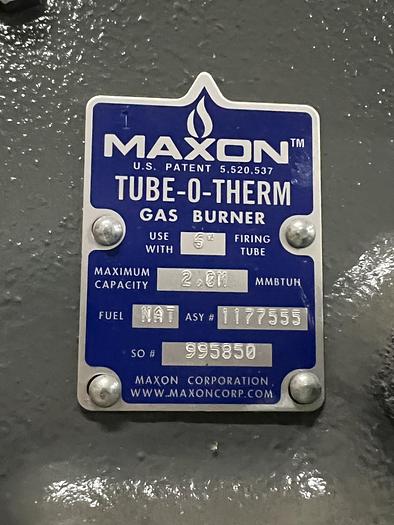 MAXON™
U.S. PATENT 5,520,537
TUBE-O-THERM
GAS BURNER
USE WITH 6" FIRING TUBE
MAXIMUM CAPACITY 2.0M MMBTUH
FUEL NAT ASY # 1177555
SO # 995850
MAXON CORPORATION
WWW.MAXONCORP.COM